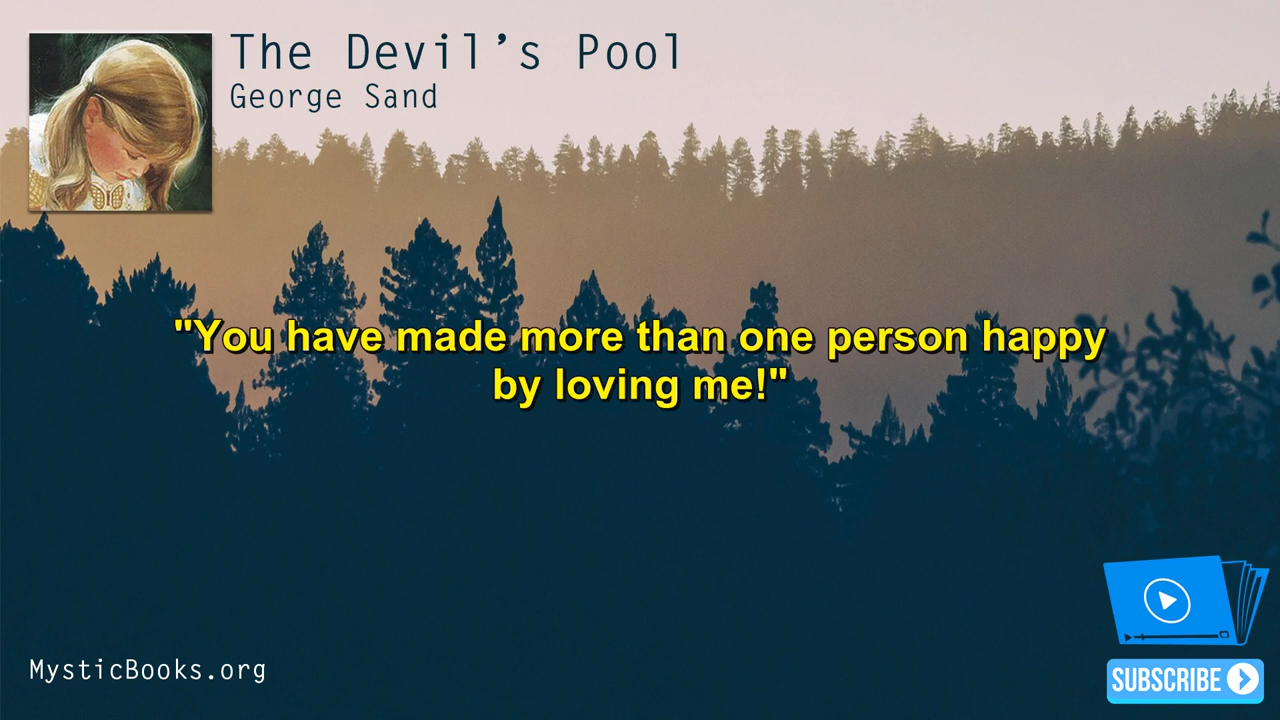 The Devil's Pool
George Sand
"You have made more than one person happy
by loving me!"
MysticBooks.org
SUBSCRIBE